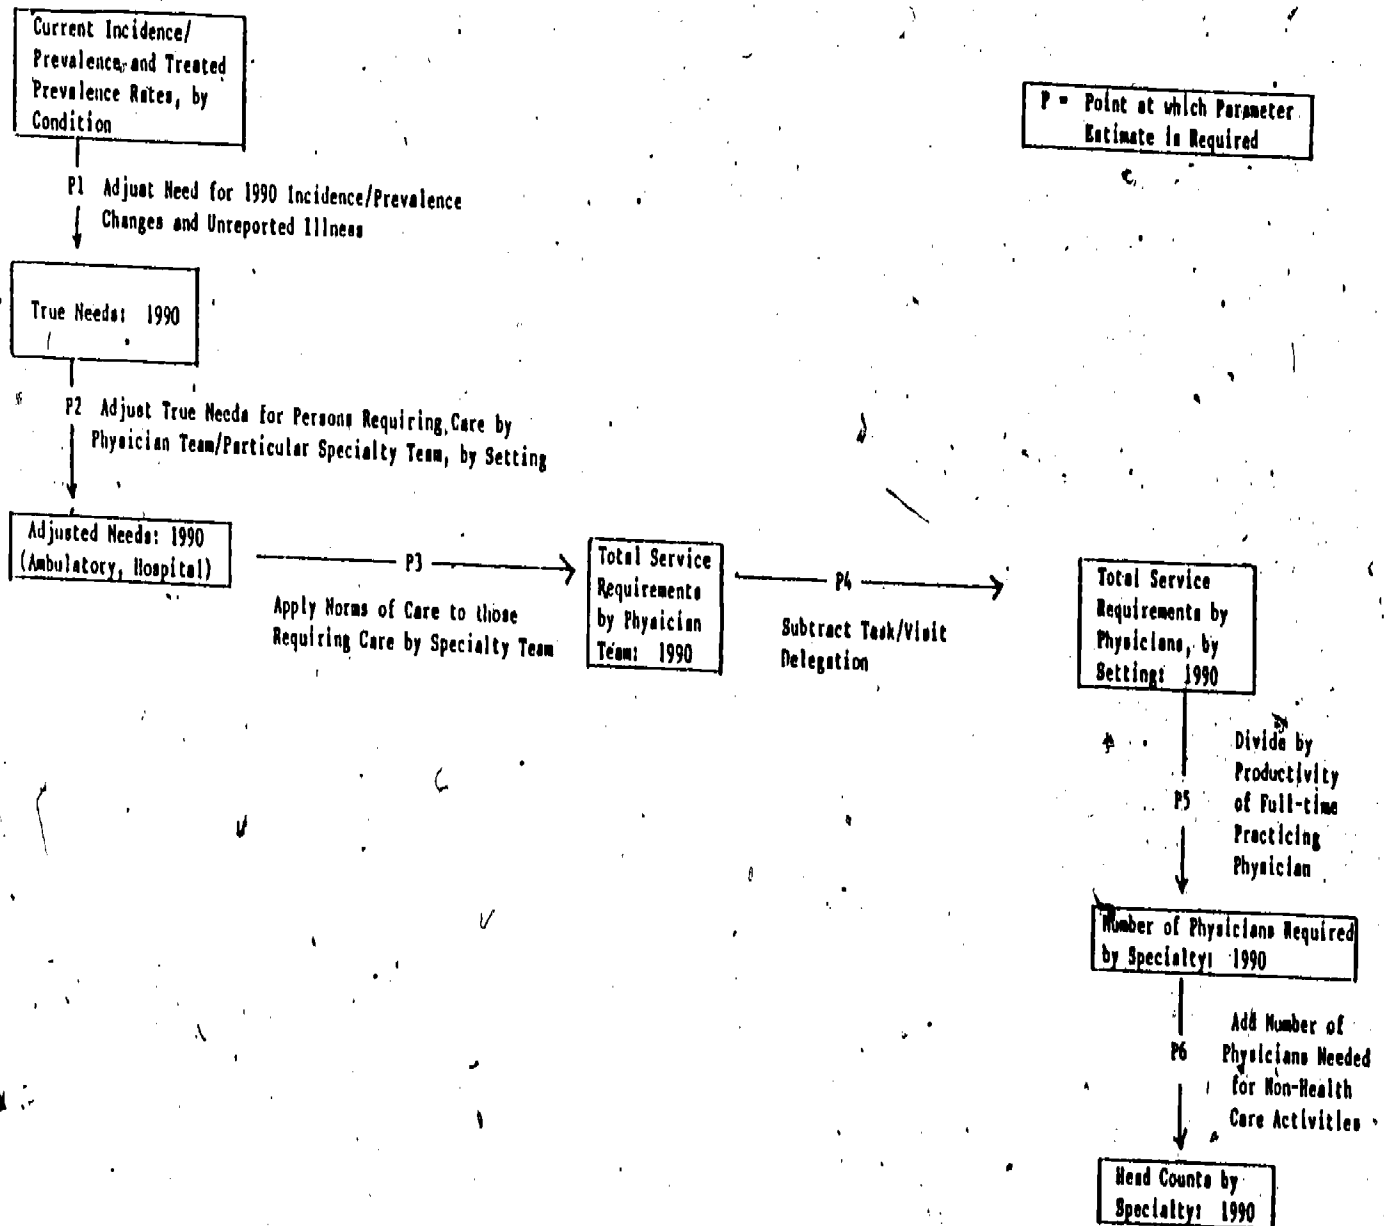 Current Incidence/
Prevalence, and Treated
Prevalence Rates, by
Condition
P = Point at which Parameter
Estimate is Required
P1 Adjust Need for 1990 Incidence/Prevalence
Changes and Unreported Illness
True Needs: 1990
P2 Adjust True Needs for Persons Requiring Care by
Physician Team/Particular Specialty Team, by Setting
Adjusted Needs: 1990
(Ambulatory, Hospital)
P3
Apply Norms of Care to those
Requiring Care by Specialty Team
Total Service
Requirements
by Physician
Team: 1990
P4
Subtract Task/Visit
Delegation
Total Service
Requirements by
Physicians, by
Setting: 1990
P5
Divide by
Productivity
of Full-time
Practicing
Physician
Number of Physicians Required
by Specialty: 1990
P6
Add Number of
Physicians Needed
for Non-Health
Care Activities
Head Counts by
Specialty: 1990